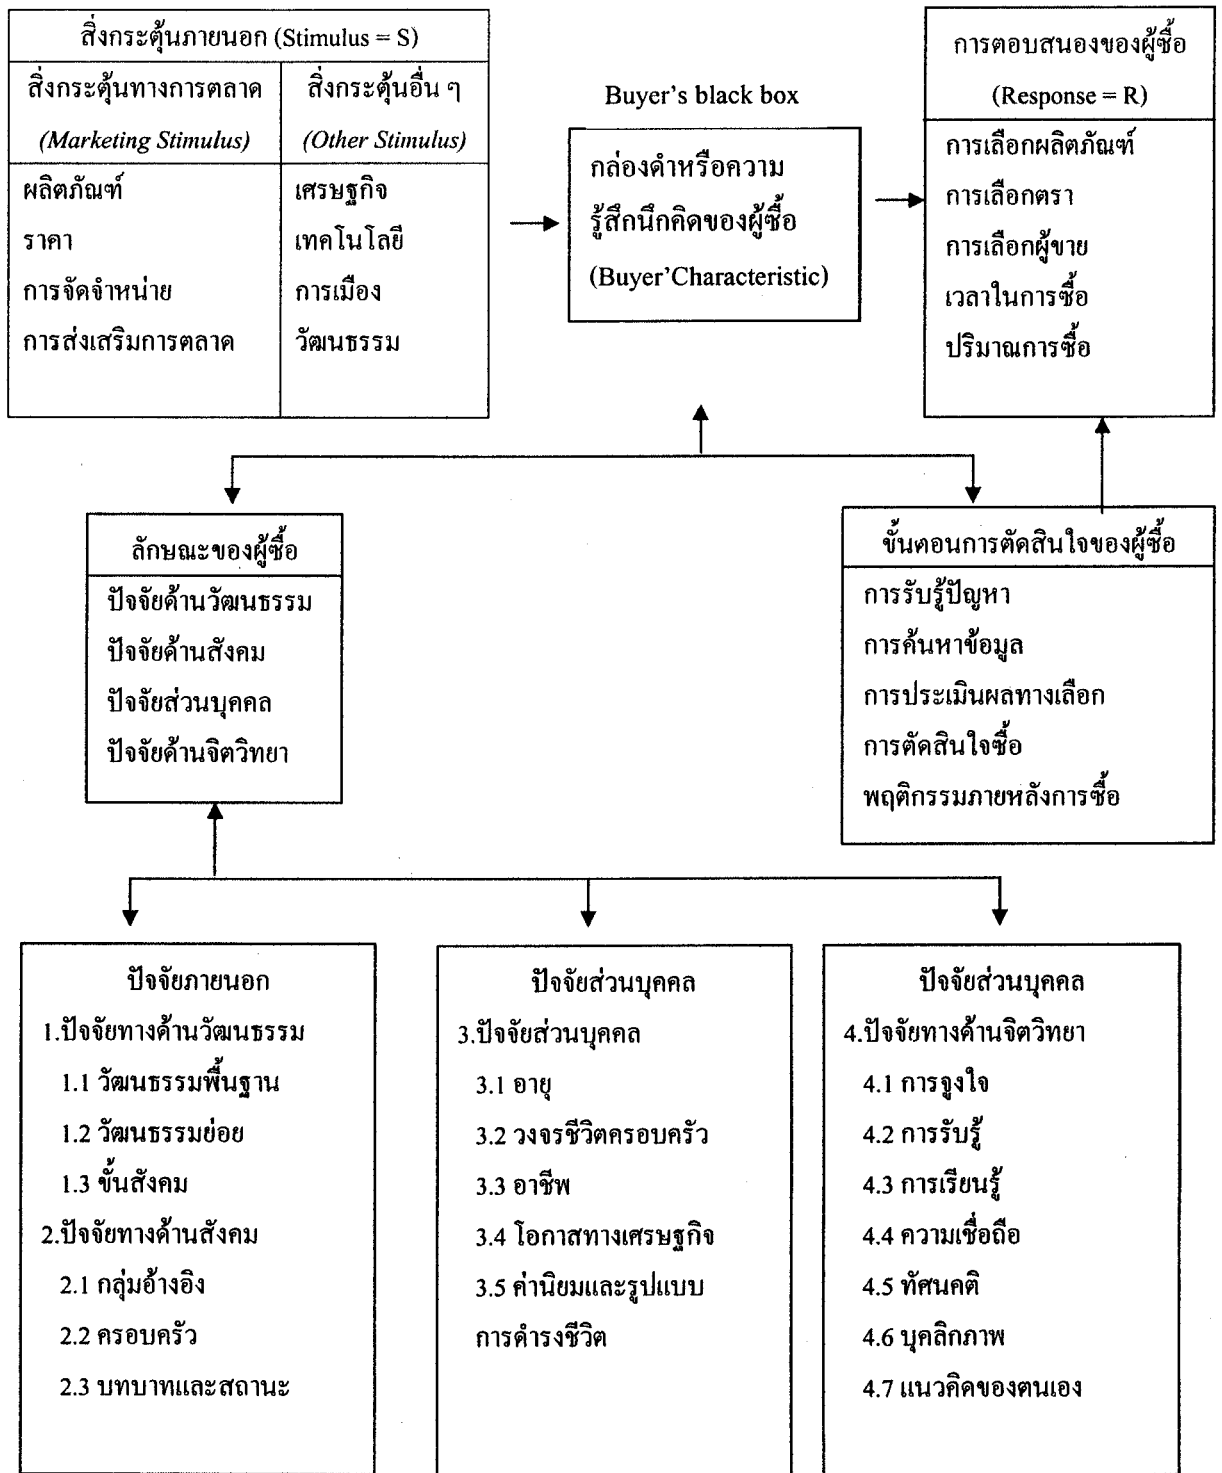 สิ่งกระตุ้นภายนอก (Stimulus = S)
สิ่งกระตุ้นทางการตลาด
(Marketing Stimulus)
ผลิตภัณฑ์
ราคา
การจัดจำหน่าย
การส่งเสริมการตลาด
สิ่งกระตุ้นอื่น ๆ
(Other Stimulus)
เศรษฐกิจ
เทคโนโลยี
การเมือง
วัฒนธรรม
Buyer's black box
กล่องดำหรือความ
รู้สึกนึกคิดของผู้ซื้อ
(Buyer'Characteristic)
การตอบสนองของผู้ซื้อ
(Response = R)
การเลือกผลิตภัณฑ์
การเลือกตรา
การเลือกผู้ขาย
เวลาในการซื้อ
ปริมาณการซื้อ
ลักษณะของผู้ซื้อ
ปัจจัยด้านวัฒนธรรม
ปัจจัยด้านสังคม
ปัจจัยส่วนบุคคล
ปัจจัยด้านจิตวิทยา
ขั้นตอนการตัดสินใจของผู้ซื้อ
การรับรู้ปัญหา
การค้นหาข้อมูล
การประเมินผลทางเลือก
การตัดสินใจซื้อ
พฤติกรรมภายหลังการซื้อ
ปัจจัยภายนอก
1.ปัจจัยทางด้านวัฒนธรรม
1.1 วัฒนธรรมพื้นฐาน
1.2 วัฒนธรรมย่อย
1.3 ขั้นสังคม
2.ปัจจัยทางด้านสังคม
2.1 กลุ่มอ้างอิง
2.2 ครอบครัว
2.3 บทบาทและสถานะ
ปัจจัยส่วนบุคคล
3.ปัจจัยส่วนบุคคล
3.1 อายุ
3.2 วงจรชีวิตครอบครัว
3.3 อาชีพ
3.4 โอกาสทางเศรษฐกิจ
3.5 ค่านิยมและรูปแบบ
การดำรงชีวิต
ปัจจัยส่วนบุคคล
4.ปัจจัยทางด้านจิตวิทยา
4.1 การจูงใจ
4.2 การรับรู้
4.3 การเรียนรู้
4.4 ความเชื่อถือ
4.5 ทัศนคติ
4.6 บุคลิกภาพ
4.7 แนวคิดของตนเอง